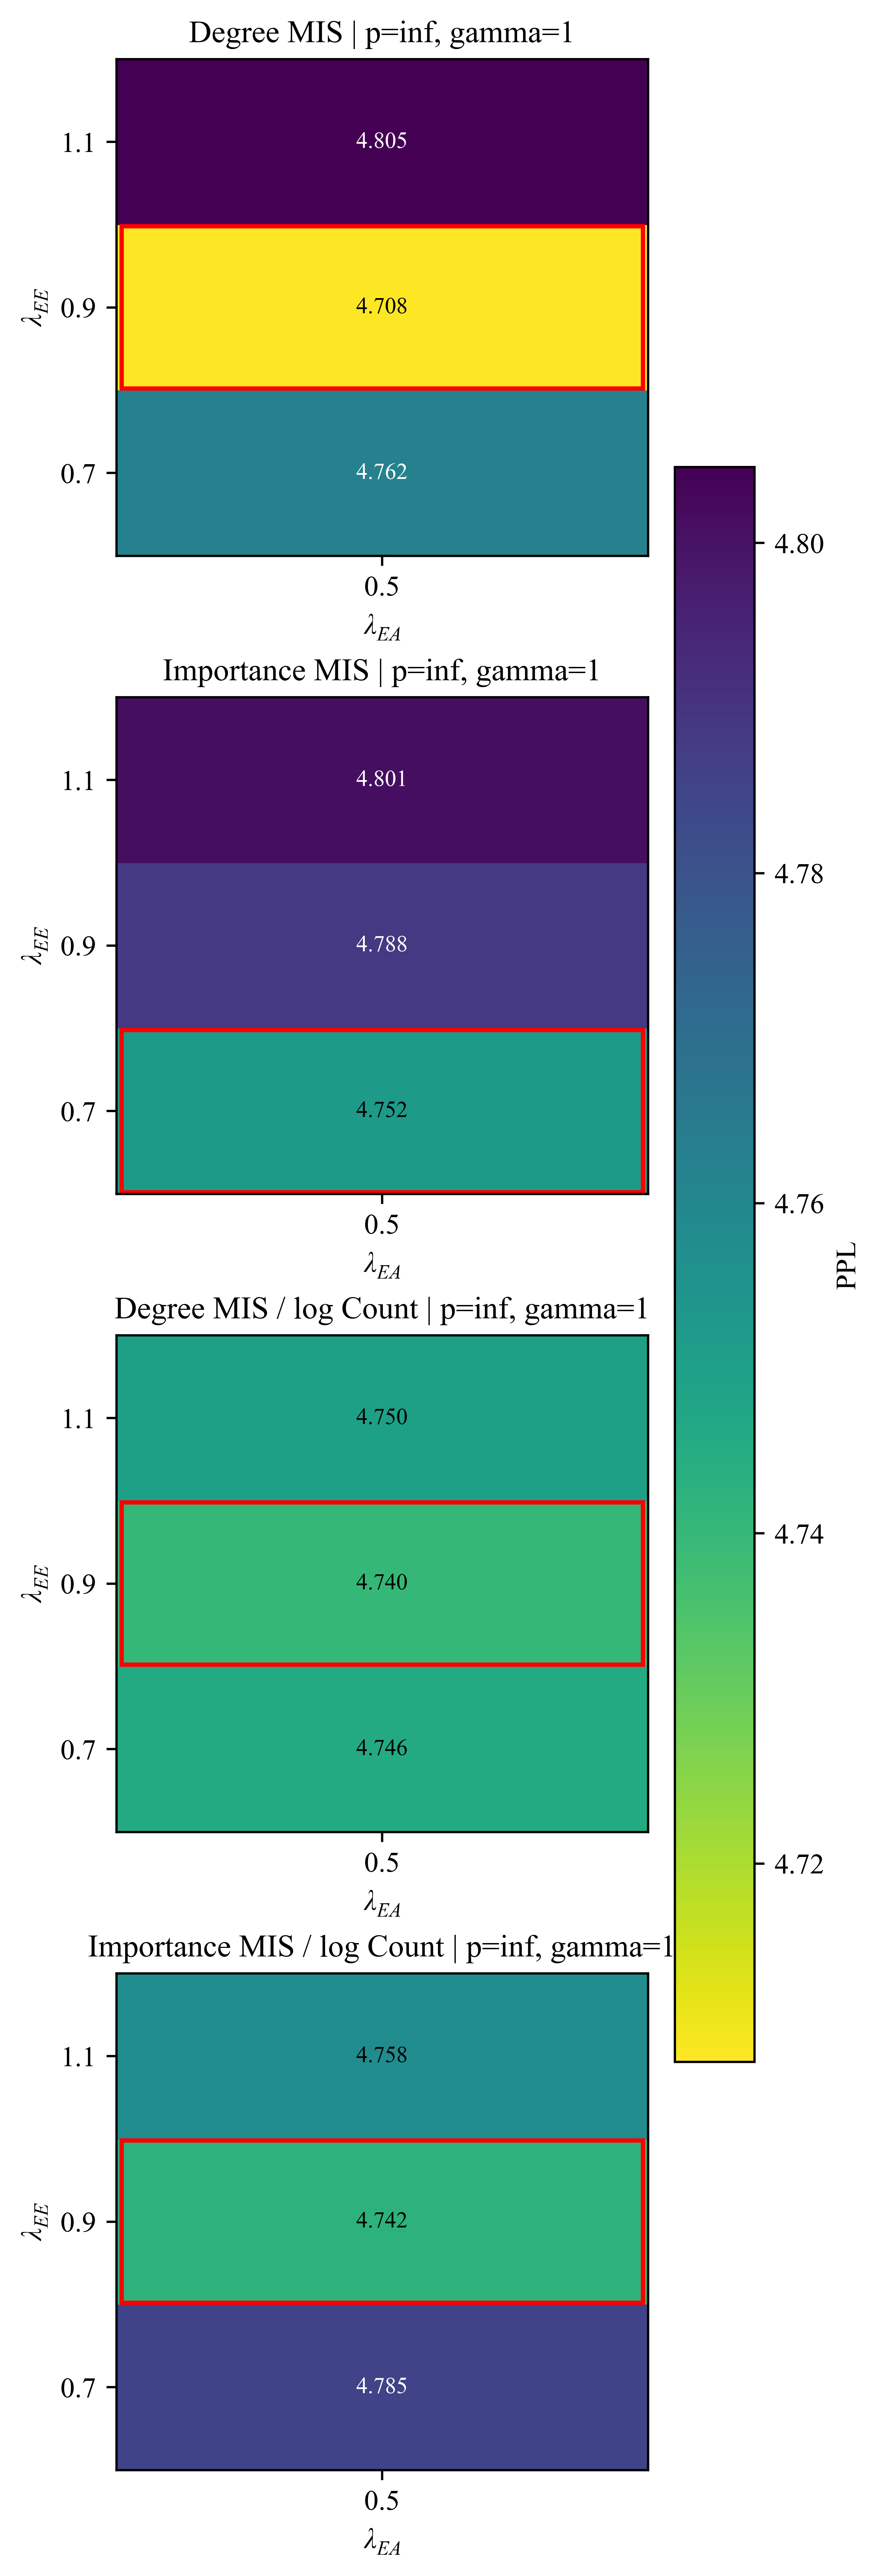 Degree MIS | p=inf, gamma=1
4.805
1.1
4.708
0.9
4.762
0.7
λEE
0.5
λEA
Importance MIS | p=inf, gamma=1
4.801
1.1
4.788
0.9
4.752
0.7
λEE
0.5
λEA
Degree MIS / log Count | p=inf, gamma=1
4.750
1.1
4.740
0.9
4.746
0.7
λEE
0.5
λEA
Importance MIS / log Count | p=inf, gamma=1
4.758
1.1
4.742
0.9
4.785
0.7
λEE
0.5
λEA
4.80
4.78
4.76
4.74
4.72
PPL